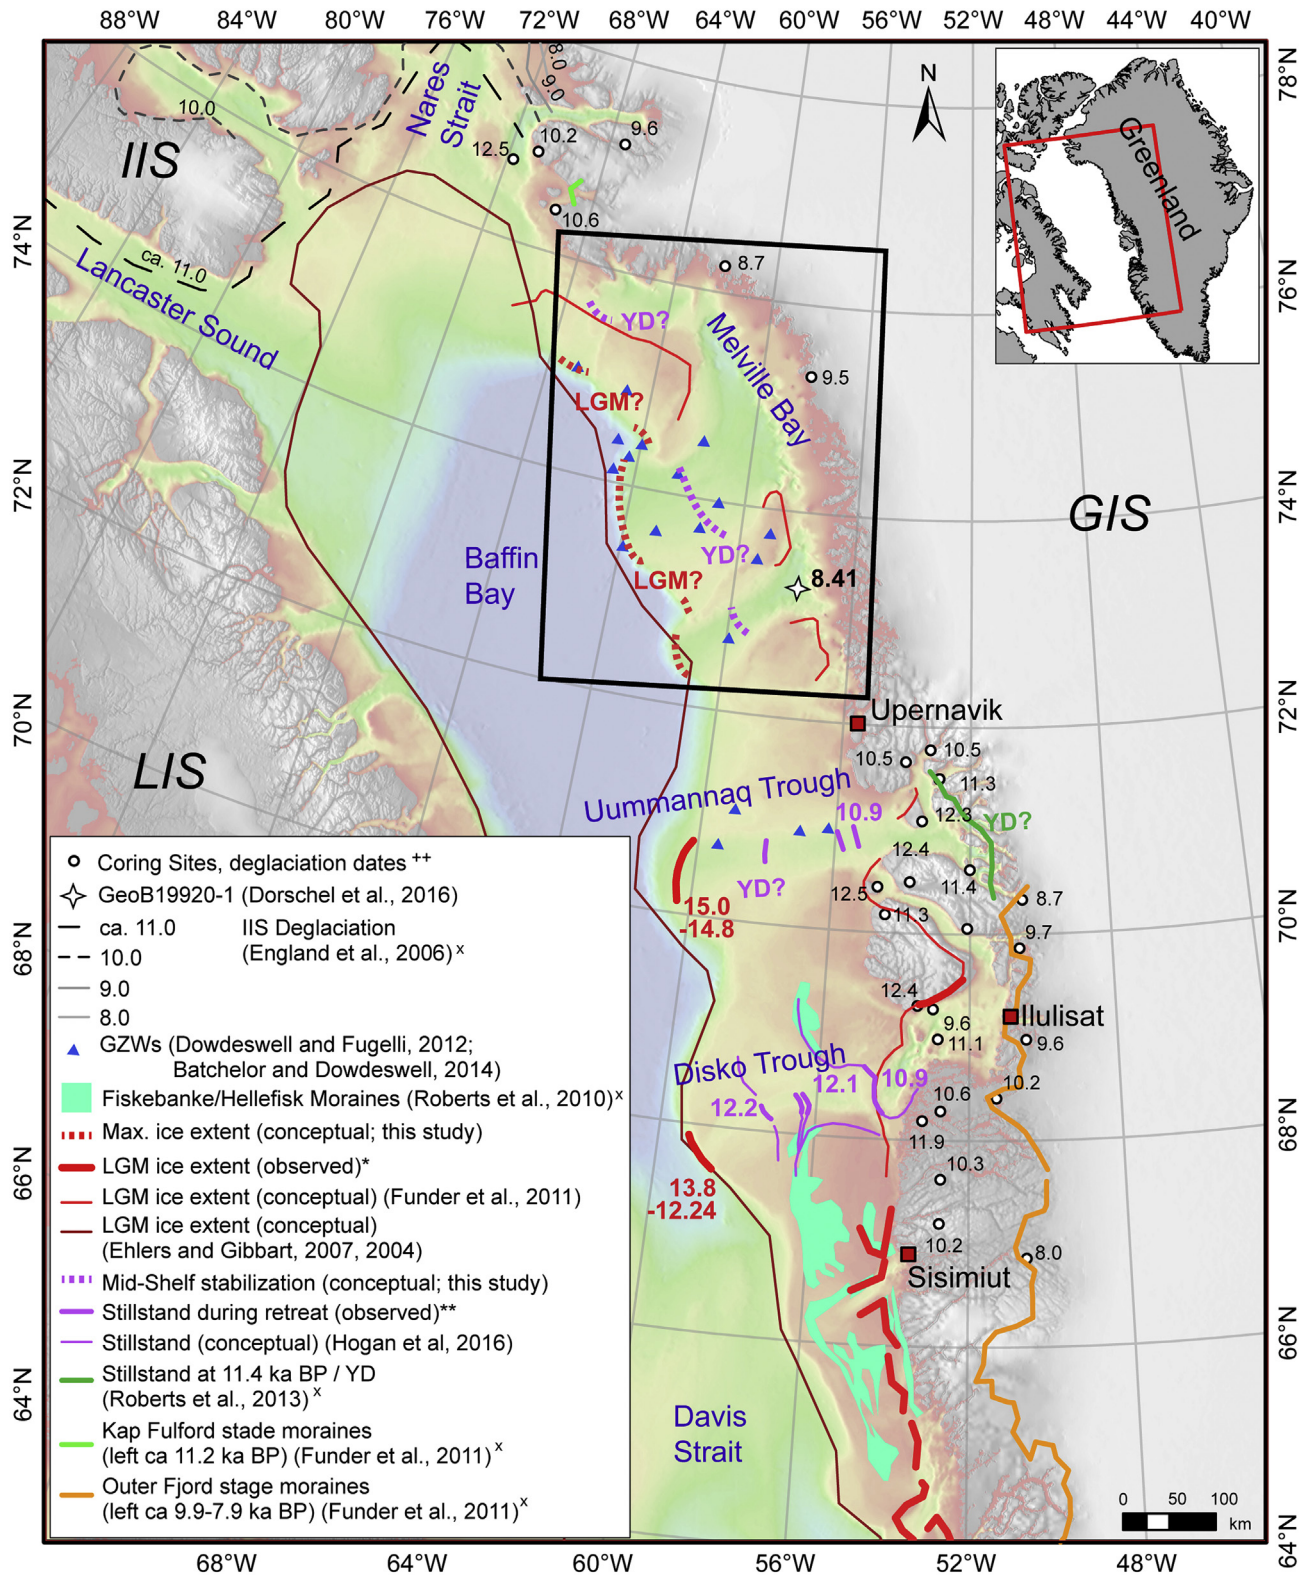 88°W 84°W 80°W 76°W 72°W 68°W 64°W 60°W 56°W 52°W 48°W 44°W 40°W
78°N
76°N
74°N
72°N
70°N
68°N
66°N
64°N
74°N
72°N
70°N
68°N
66°N
64°N
N
Greenland
Nares
Strait
8.0
9.0
10.0
IIS
12.5
10.2
9.6
10.6
ca. 11.0
Lancaster Sound
8.7
YD?
Melville Bay
9.5
LGM?
GIS
Baffin
Bay
YD?
LGM?
8.41
Upernavik
LIS
10.5
10.5
11.3
Uummannaq Trough
10.9
12.3
YD?
12.4
YD?
12.5
11.4
8.7
15.0
-14.8
11.3
9.7
12.4
Ilulisat
9.6
11.1
9.6
Disko Trough
12.1
10.9
10.2
12.2
10.6
11.9
10.3
13.8
-12.24
10.2
8.0
Sisimiut
Davis
Strait
Coring Sites, deglaciation dates ++
GeoB19920-1 (Dorschel et al., 2016)
ca. 11.0 IIS Deglaciation
10.0 (England et al., 2006) x
9.0
8.0
GZWs (Dowdeswell and Fugelli, 2012;
Batchelor and Dowdeswell, 2014)
Fiskebanke/Hellefisk Moraines (Roberts et al., 2010)x
Max. ice extent (conceptual; this study)
LGM ice extent (observed)*
LGM ice extent (conceptual) (Funder et al., 2011)
LGM ice extent (conceptual)
(Ehlers and Gibbart, 2007, 2004)
Mid-Shelf stabilization (conceptual; this study)
Stillstand during retreat (observed)**
Stillstand (conceptual) (Hogan et al, 2016)
Stillstand at 11.4 ka BP / YD
(Roberts et al., 2013) x
Kap Fulford stade moraines
(left ca 11.2 ka BP) (Funder et al., 2011) x
Outer Fjord stage moraines
(left ca 9.9-7.9 ka BP) (Funder et al., 2011)x
0 50 100
km
68°W 64°W 60°W 56°W 52°W 48°W